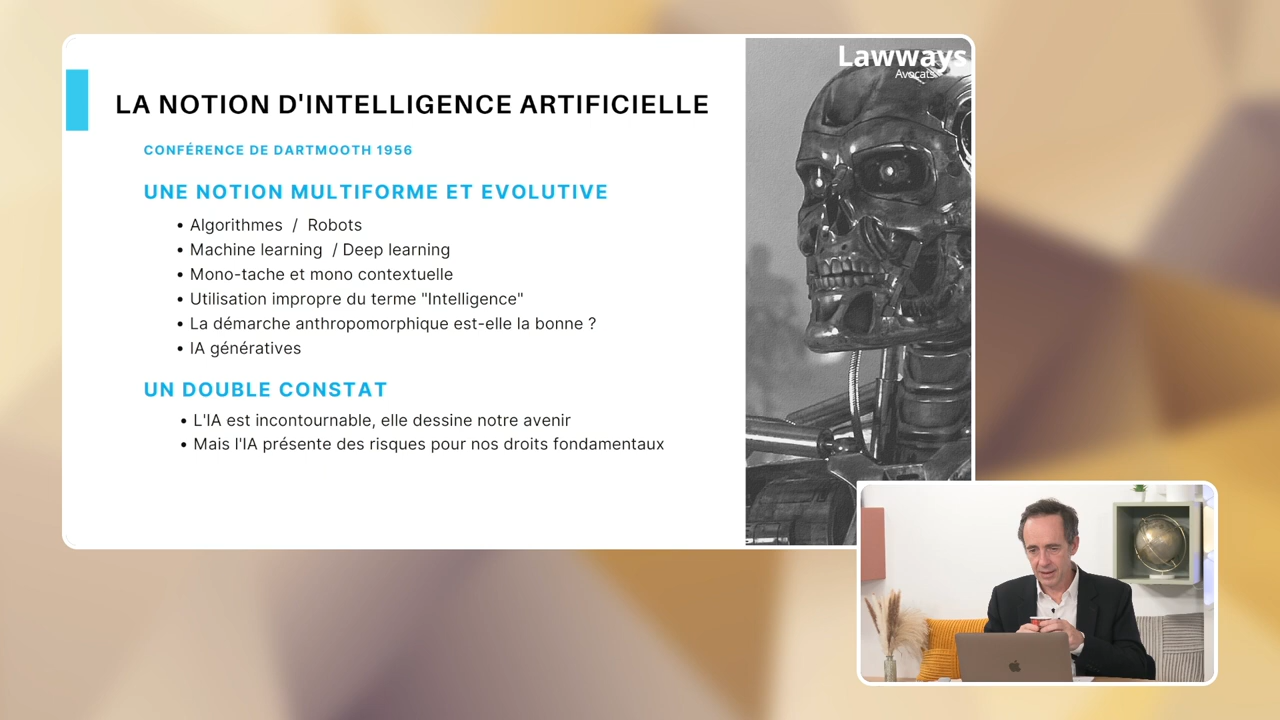 Lawways
Avocats
LA NOTION D'INTELLIGENCE ARTIFICIELLE
CONFÉRENCE DE DARTMOOTH 1956
UNE NOTION MULTIFORME ET EVOLUTIVE
• Algorithmes / Robots
• Machine learning / Deep learning
• Mono-tache et mono contextuelle
• Utilisation impropre du terme "Intelligence"
• La démarche anthropomorphique est-elle la bonne ?
• IA génératives
UN DOUBLE CONSTAT
• L'IA est incontournable, elle dessine notre avenir
• Mais l'IA présente des risques pour nos droits fondamentaux